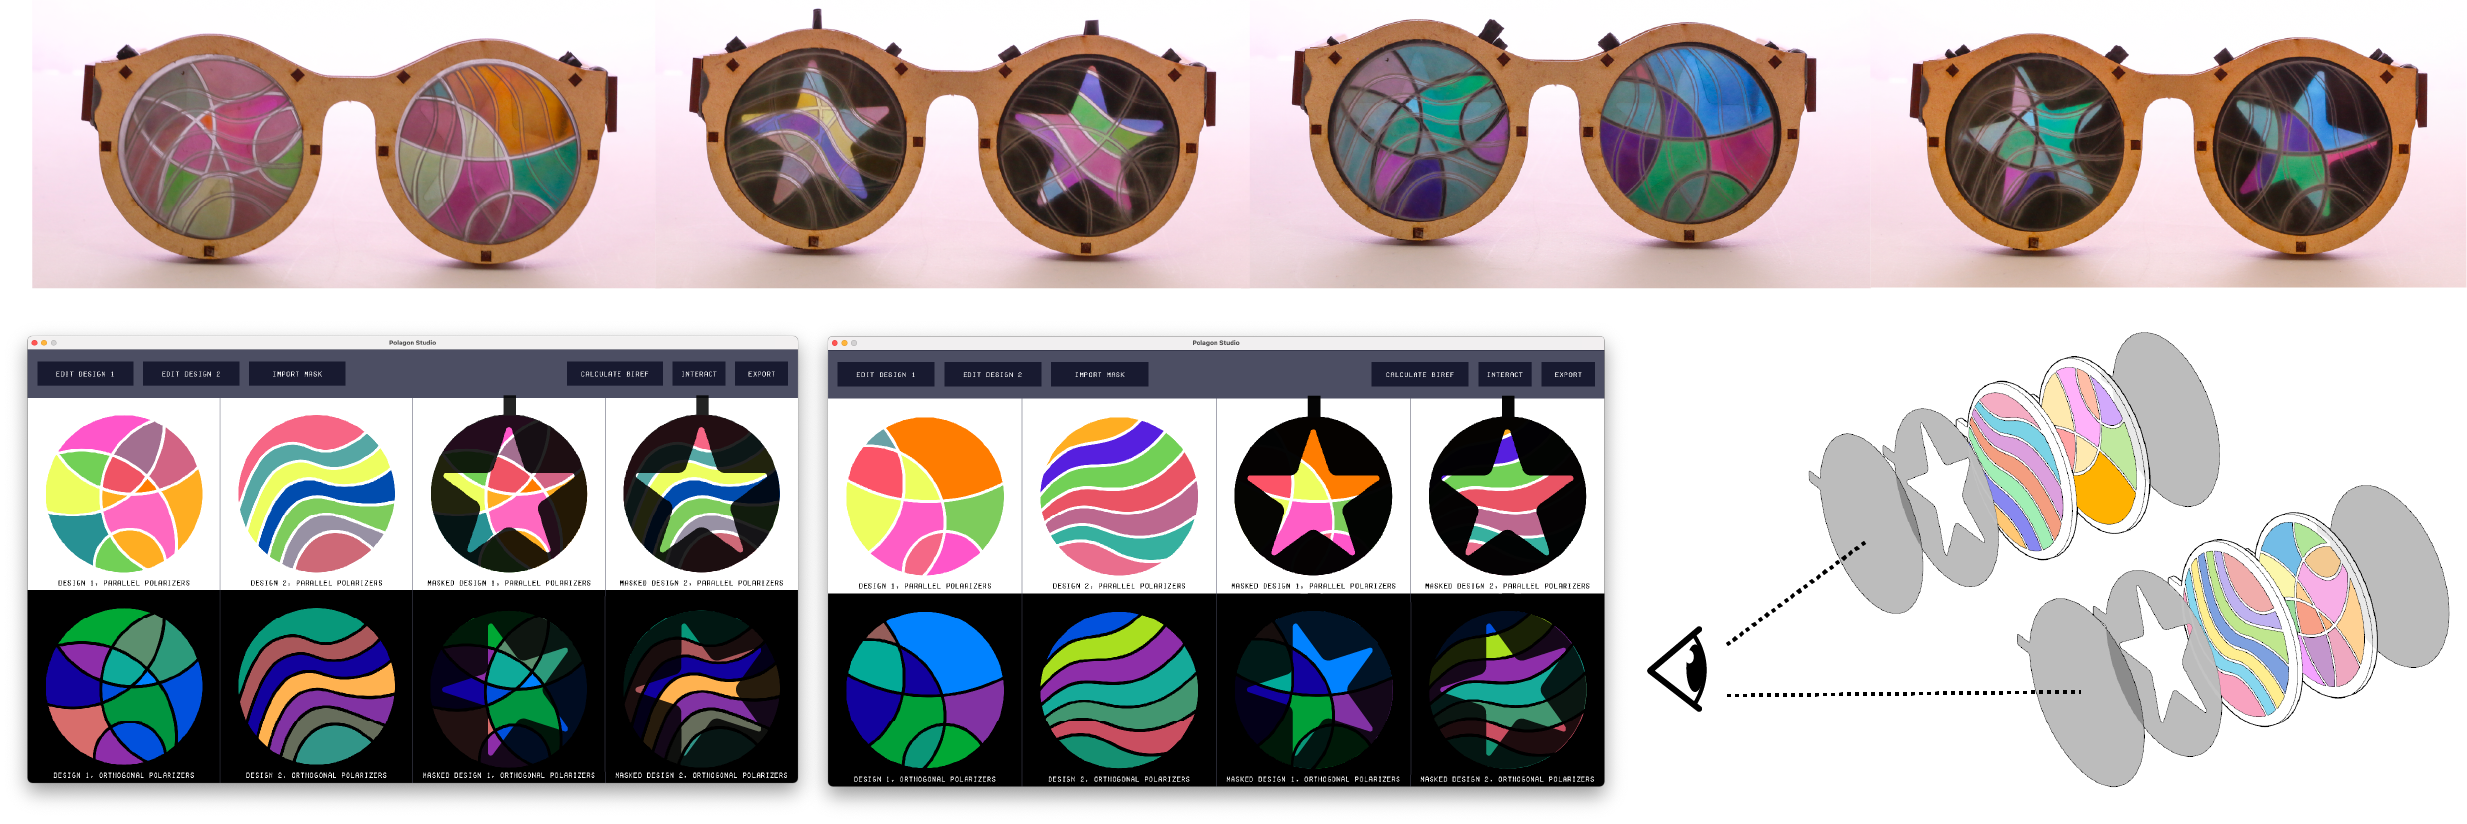 Polagon Studio
EDIT DESIGN 1
EDIT DESIGN 2
IMPORT MASK
CALCULATE BIREF
INTERACT
EXPORT
DESIGN 1, PARALLEL POLARIZERS
DESIGN 2, PARALLEL POLARIZERS
MASKED DESIGN 1, PARALLEL POLARIZERS
MASKED DESIGN 2, PARALLEL POLARIZERS
DESIGN 1, ORTHOGONAL POLARIZERS
DESIGN 2, ORTHOGONAL POLARIZERS
MASKED DESIGN 1, ORTHOGONAL POLARIZERS
MASKED DESIGN 2, ORTHOGONAL POLARIZERS
Polagon Studio
EDIT DESIGN 1
EDIT DESIGN 2
IMPORT MASK
CALCULATE BIREF
INTERACT
EXPORT
DESIGN 1, PARALLEL POLARIZERS
DESIGN 2, PARALLEL POLARIZERS
MASKED DESIGN 1, PARALLEL POLARIZERS
MASKED DESIGN 2, PARALLEL POLARIZERS
DESIGN 1, ORTHOGONAL POLARIZERS
DESIGN 2, ORTHOGONAL POLARIZERS
MASKED DESIGN 1, ORTHOGONAL POLARIZERS
MASKED DESIGN 2, ORTHOGONAL POLARIZERS